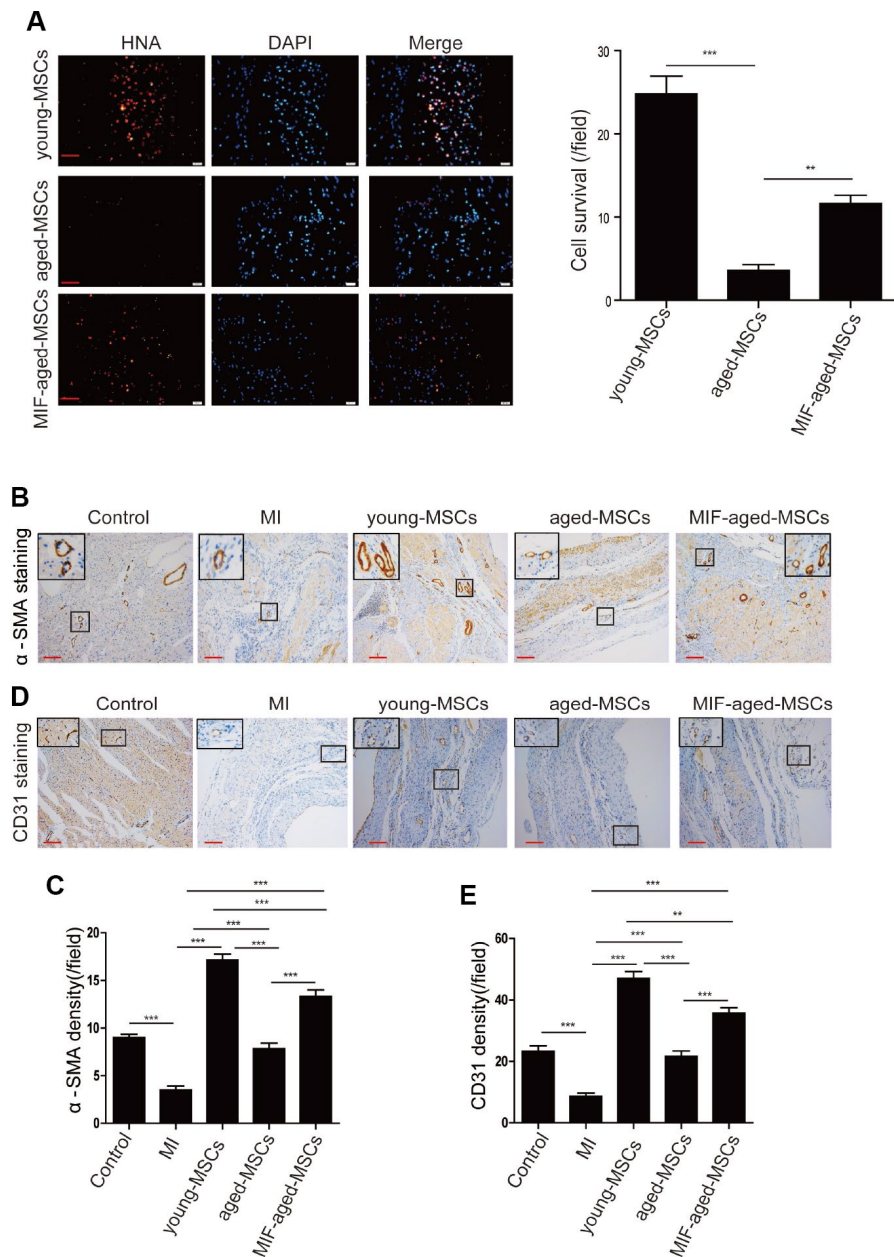 A
HNA DAPI Merge
young-MSCs
aged-MSCs
MIF-aged-MSCs
Cell survival (/field)
30
20
10
0
***
**
young-MSCs
aged-MSCs
MIF-aged-MSCs
B
Control MI young-MSCs aged-MSCs MIF-aged-MSCs
α - SMA staining
D
Control MI young-MSCs aged-MSCs MIF-aged-MSCs
CD31 staining
C
α - SMA density(/field)
20
15
10
5
0
***
***
***
*** ***
***
***
Control
MI
young-MSCs
aged-MSCs
MIF-aged-MSCs
E
CD31 density(/field)
60
40
20
0
***
**
***
*** ***
***
***
Control
MI
young-MSCs
aged-MSCs
MIF-aged-MSCs